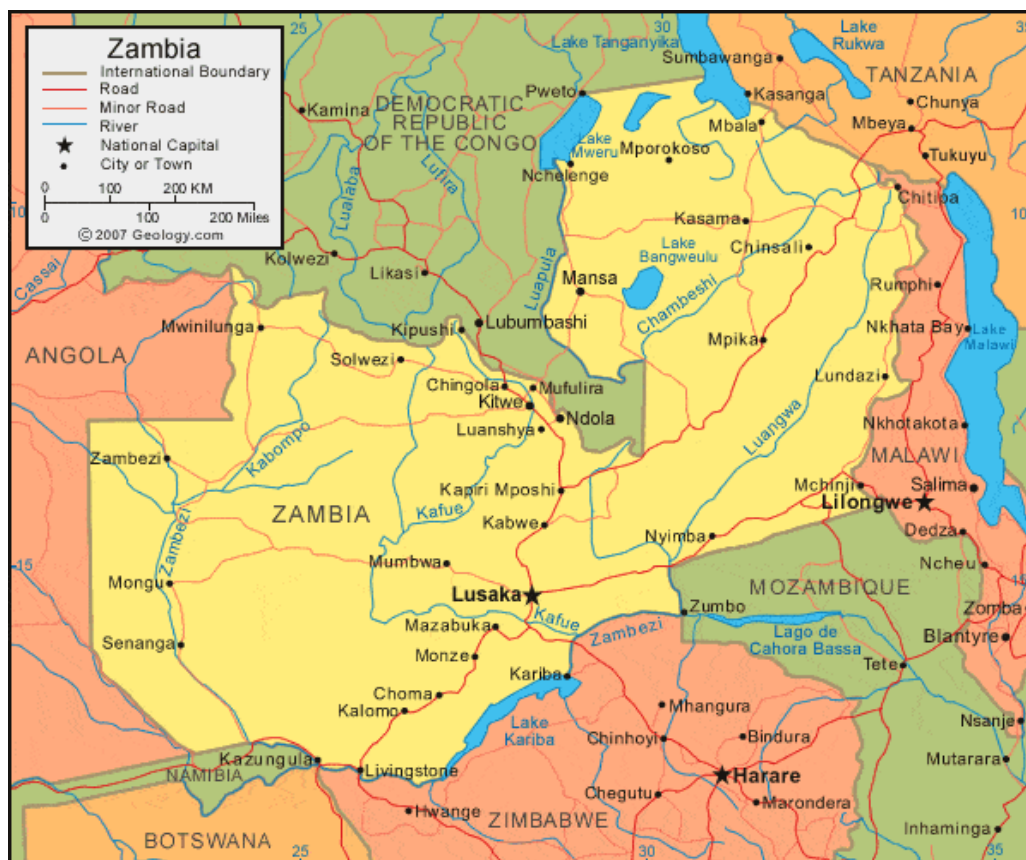 Zambia
International Boundary
Road
Minor Road
River
National Capital
City or Town
0 100 200 KM
0 100 200 Miles
© 2007 Geology.com
25
30
35
Lake Tanganyika
Lake
Rukwa
Sumbawanga
TANZANIA
Pweto
Kasanga
Chunya
Kamina
DEMOCRATIC
REPUBLIC
OF THE CONGO
Mbala
Mbeya
Lake
Mweru
Mporokoso
Tukuyu
Nchelenge
Lufira
Lualaba
Chitipa
10
10
Kasama
Kolwezi
Lake
Bangweulu
Chinsali
Cassai
Likasi
Luapula
Mansa
Chambeshi
Rumphi
Mwinilunga
Kipushi
Lubumbashi
Nkhata Bay
Lake
Malawi
ANGOLA
Solwezi
Mpika
Chingola
Mufulira
Lundazi
Kitwe
Ndola
Luanshya
Luangwa
Nkhotakota
Kabompo
Zambezi
MALAWI
Kapiri Mposhi
Mchinji
Salima
Lilongwe
Kafue
ZAMBIA
Kabwe
Nyimba
Dedza
Zambezi
Mumbwa
Ncheu
15
15
Mongu
MOZAMBIQUE
Lusaka
Zumbo
Zomba
Kafue
Mazabuka
Zambezi
Lago de
Cahora Bassa
Blantyre
Senanga
Monze
Kariba
Tete
Choma
Kalomo
Mhangura
Lake
Kariba
Nsanje
Chinhoyi
Bindura
Kazungula
Livingstone
Mutarara
NAMIBIA
Harare
Chegutu
Marondera
Hwange
ZIMBABWE
Inhaminga
BOTSWANA
25
30
35